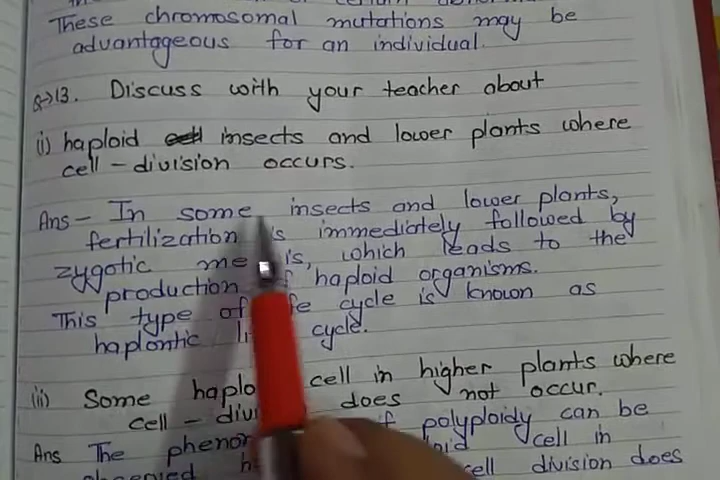 These chromosomal mutations may be
advantageous for an individual.
Q→13. Discuss with your teacher about
(i) haploid insects and lower plants where
cell - division occurs.
Ans - In some insects and lower plants,
fertilization is immediately followed by
zygotic which leads to the
production haploid organisms.
This type of cycle is known as
haplontic cycle.
(ii) Some cell in higher plants where
cell - does not occur.
Ans The polyploidy can be
cell in
cell division does